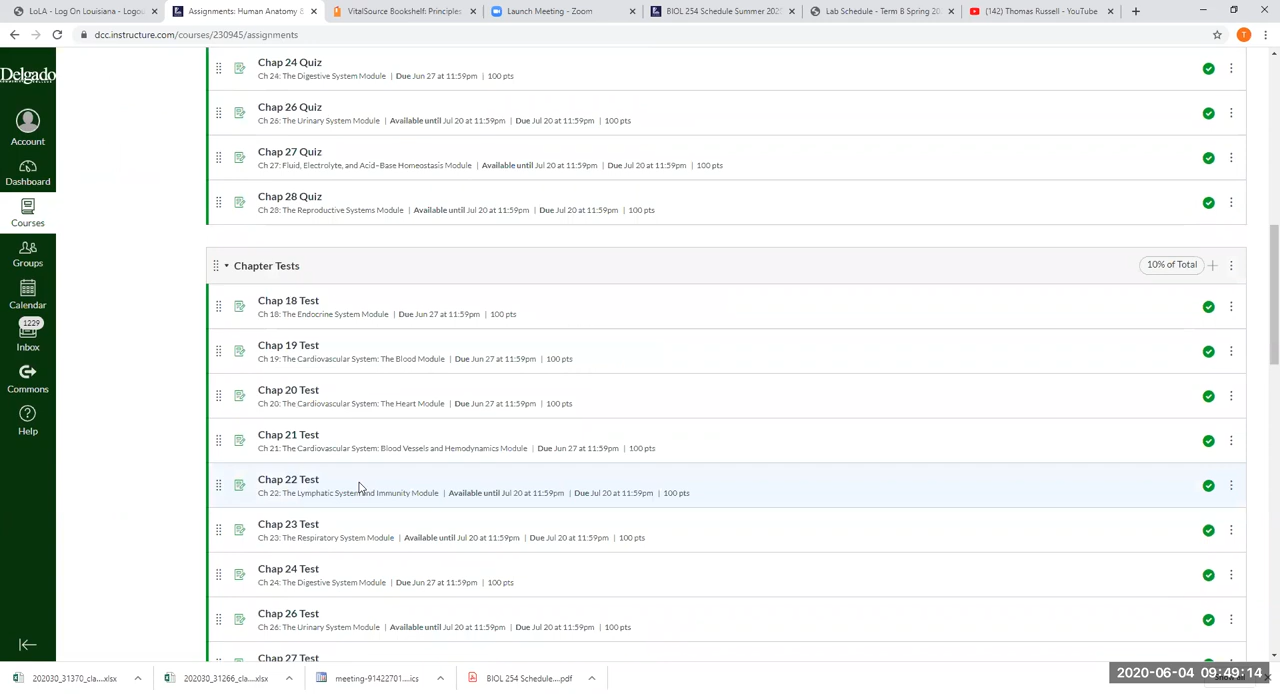 LoLA - Log On Louisiana - Logou
Assignments: Human Anatomy &
VitalSource Bookshelf: Principles
Launch Meeting - Zoom
BIOL 254 Schedule Summer 202
Lab Schedule - Term B Spring 20
(142) Thomas Russell - YouTube
dcc.instructure.com/courses/230945/assignments
T
Delgado
Account
Dashboard
Courses
Groups
Calendar
1229
Inbox
Commons
Help
Chap 24 Quiz
Ch 24: The Digestive System Module | Due Jun 27 at 11:59pm | 100 pts
Chap 26 Quiz
Ch 26: The Urinary System Module | Available until Jul 20 at 11:59pm | Due Jul 20 at 11:59pm | 100 pts
Chap 27 Quiz
Ch 27: Fluid, Electrolyte, and Acid–Base Homeostasis Module | Available until Jul 20 at 11:59pm | Due Jul 20 at 11:59pm | 100 pts
Chap 28 Quiz
Ch 28: The Reproductive Systems Module | Available until Jul 20 at 11:59pm | Due Jul 20 at 11:59pm | 100 pts
Chapter Tests
10% of Total
Chap 18 Test
Ch 18: The Endocrine System Module | Due Jun 27 at 11:59pm | 100 pts
Chap 19 Test
Ch 19: The Cardiovascular System: The Blood Module | Due Jun 27 at 11:59pm | 100 pts
Chap 20 Test
Ch 20: The Cardiovascular System: The Heart Module | Due Jun 27 at 11:59pm | 100 pts
Chap 21 Test
Ch 21: The Cardiovascular System: Blood Vessels and Hemodynamics Module | Due Jun 27 at 11:59pm | 100 pts
Chap 22 Test
Ch 22: The Lymphatic System and Immunity Module | Available until Jul 20 at 11:59pm | Due Jul 20 at 11:59pm | 100 pts
Chap 23 Test
Ch 23: The Respiratory System Module | Available until Jul 20 at 11:59pm | Due Jul 20 at 11:59pm | 100 pts
Chap 24 Test
Ch 24: The Digestive System Module | Due Jun 27 at 11:59pm | 100 pts
Chap 26 Test
Ch 26: The Urinary System Module | Available until Jul 20 at 11:59pm | Due Jul 20 at 11:59pm | 100 pts
Chap 27 Test
202030_31370_cla....xlsx
202030_31266_cla....xlsx
meeting-91422701....ics
BIOL 254 Schedule....pdf
2020-06-04 09:49:14